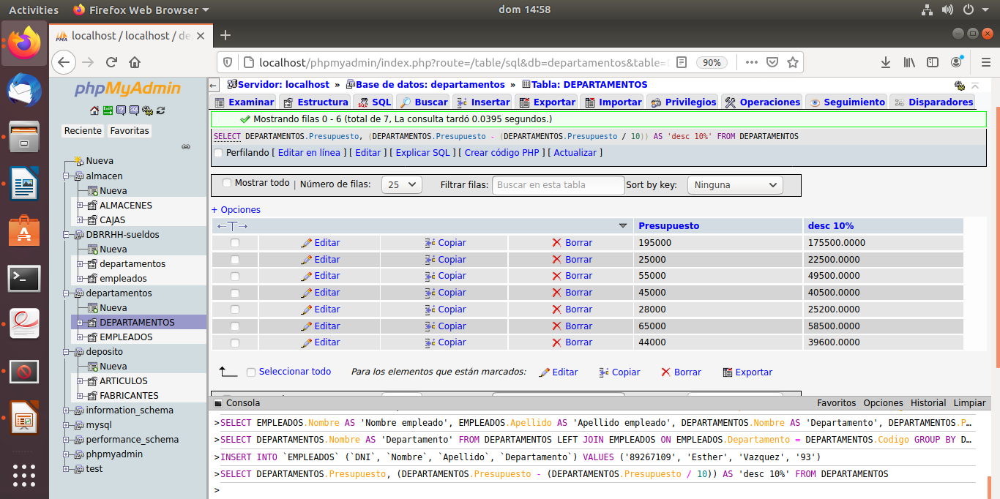 Activities Firefox Web Browser dom 14:58
localhost / localhost / de
localhost/phpmyadmin/index.php?route=/table/sql&db=departamentos&table= 90%
phpMyAdmin
Reciente Favoritas
Nueva
almacen
Nueva
ALMACENES
CAJAS
DBRRHH-sueldos
Nueva
departamentos
empleados
departamentos
Nueva
DEPARTAMENTOS
EMPLEADOS
deposito
Nueva
ARTICULOS
FABRICANTES
information_schema
mysql
performance_schema
phpmyadmin
test
Servidor: localhost » Base de datos: departamentos » Tabla: DEPARTAMENTOS
Examinar Estructura SQL Buscar Insertar Exportar Importar Privilegios Operaciones Seguimiento Disparadores
Mostrando filas 0 - 6 (total de 7, La consulta tardó 0.0395 segundos.)
SELECT DEPARTAMENTOS.Presupuesto, (DEPARTAMENTOS.Presupuesto - (DEPARTAMENTOS.Presupuesto / 10)) AS 'desc 10%' FROM DEPARTAMENTOS
Perfilando [ Editar en línea ] [ Editar ] [ Explicar SQL ] [ Crear código PHP ] [ Actualizar ]
Mostrar todo | Número de filas: 25 Filtrar filas: Buscar en esta tabla Sort by key: Ninguna
+ Opciones
←T→ Presupuesto desc 10%
Editar Copiar Borrar 195000 175500.0000
Editar Copiar Borrar 25000 22500.0000
Editar Copiar Borrar 55000 49500.0000
Editar Copiar Borrar 45000 40500.0000
Editar Copiar Borrar 28000 25200.0000
Editar Copiar Borrar 65000 58500.0000
Editar Copiar Borrar 44000 39600.0000
Seleccionar todo Para los elementos que están marcados: Editar Copiar Borrar Exportar
Consola Favoritos Opciones Historial Limpiar
>SELECT EMPLEADOS.Nombre AS 'Nombre empleado', EMPLEADOS.Apellido AS 'Apellido empleado', DEPARTAMENTOS.Nombre AS 'Departamento', DEPARTAMENTOS.P…
>SELECT DEPARTAMENTOS.Nombre AS 'Departamento' FROM DEPARTAMENTOS LEFT JOIN EMPLEADOS ON EMPLEADOS.Departamento = DEPARTAMENTOS.Codigo GROUP BY D…
>INSERT INTO `EMPLEADOS` (`DNI`, `Nombre`, `Apellido`, `Departamento`) VALUES ('89267109', 'Esther', 'Vazquez', '93')
>SELECT DEPARTAMENTOS.Presupuesto, (DEPARTAMENTOS.Presupuesto - (DEPARTAMENTOS.Presupuesto / 10)) AS 'desc 10%' FROM DEPARTAMENTOS
>